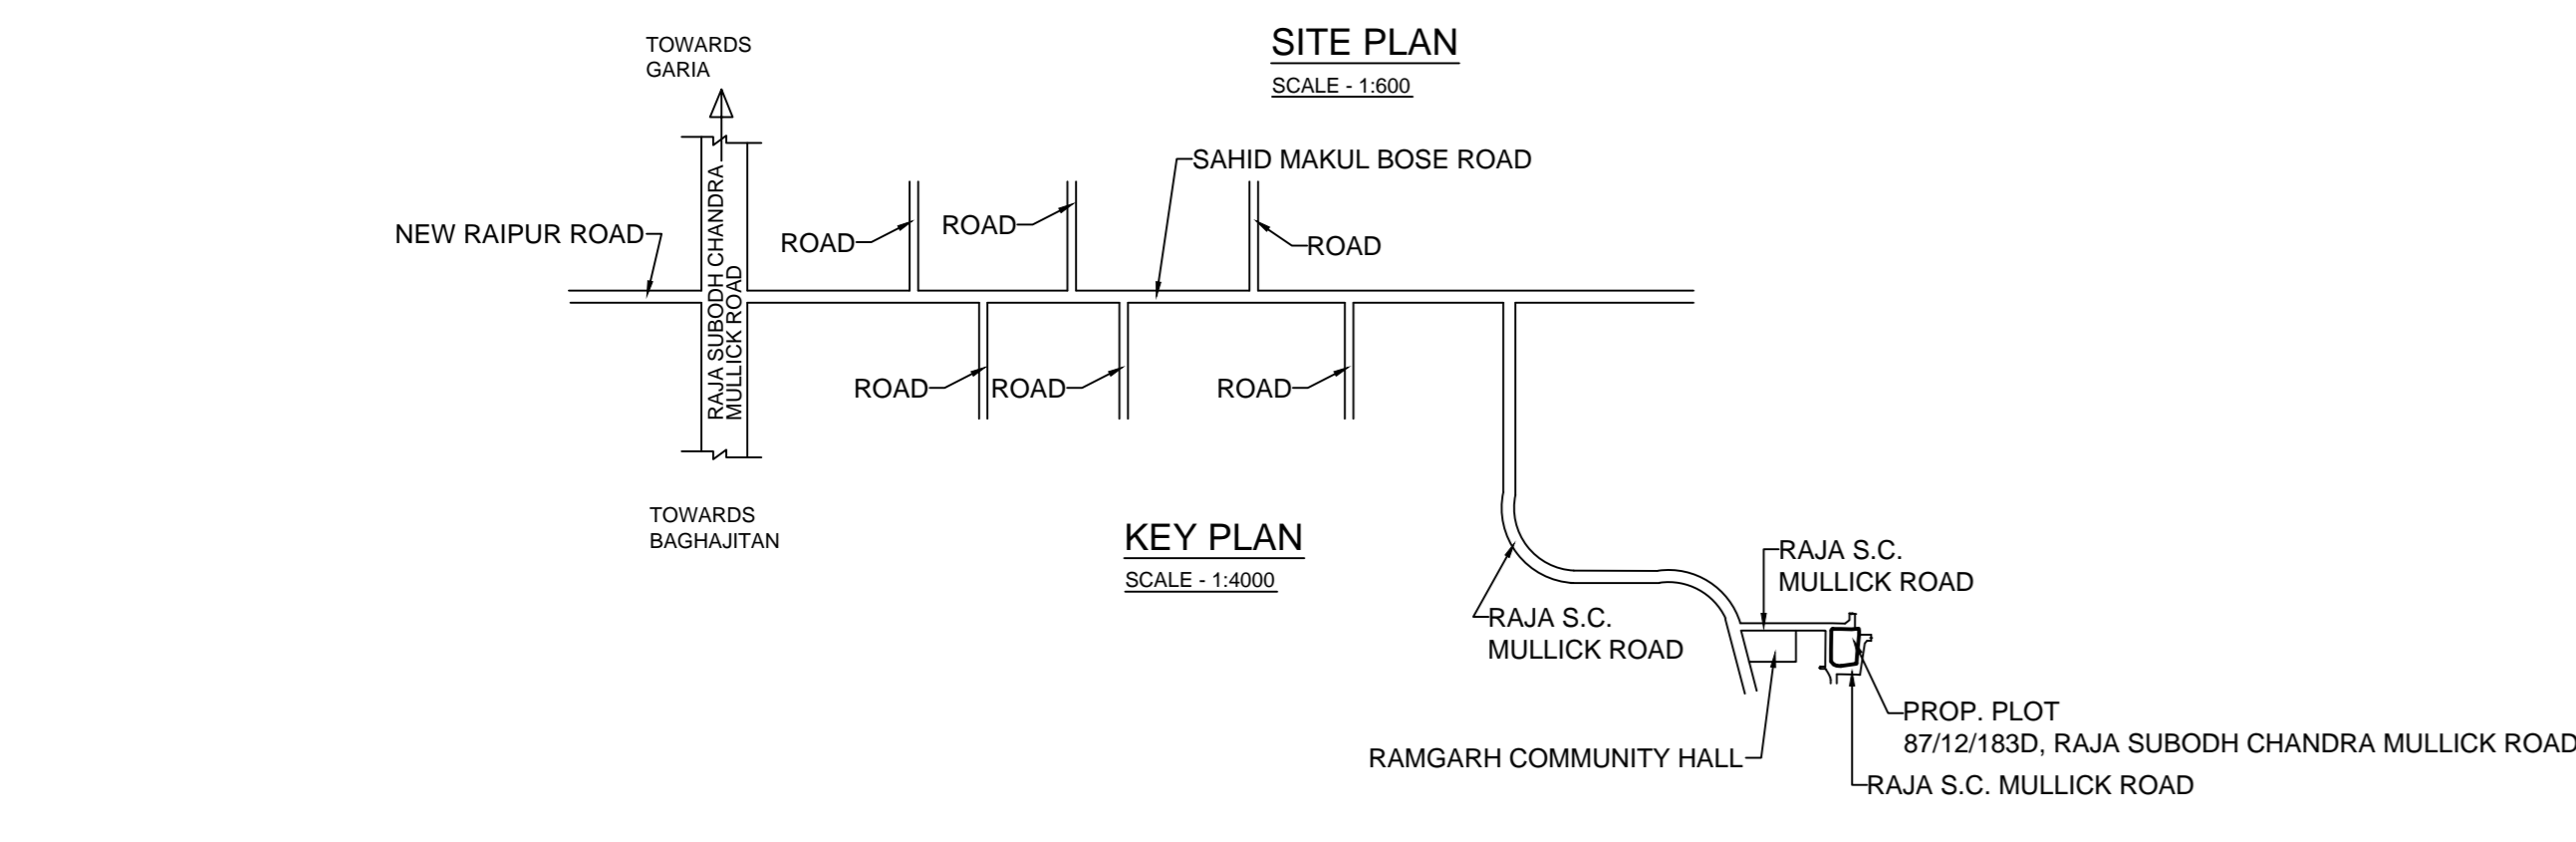 SITE PLAN
SCALE - 1:600
TOWARDS
GARIA
SAHID MAKUL BOSE ROAD
NEW RAIPUR ROAD
RAJA SUBODH CHANDRA
MULLICK ROAD
ROAD
ROAD
ROAD
ROAD
ROAD
ROAD
TOWARDS
BAGHAJITAN
KEY PLAN
SCALE - 1:4000
RAJA S.C.
MULLICK ROAD
RAJA S.C.
MULLICK ROAD
PROP. PLOT
87/12/183D, RAJA SUBODH CHANDRA MULLICK ROAD
RAMGARH COMMUNITY HALL
RAJA S.C. MULLICK ROAD